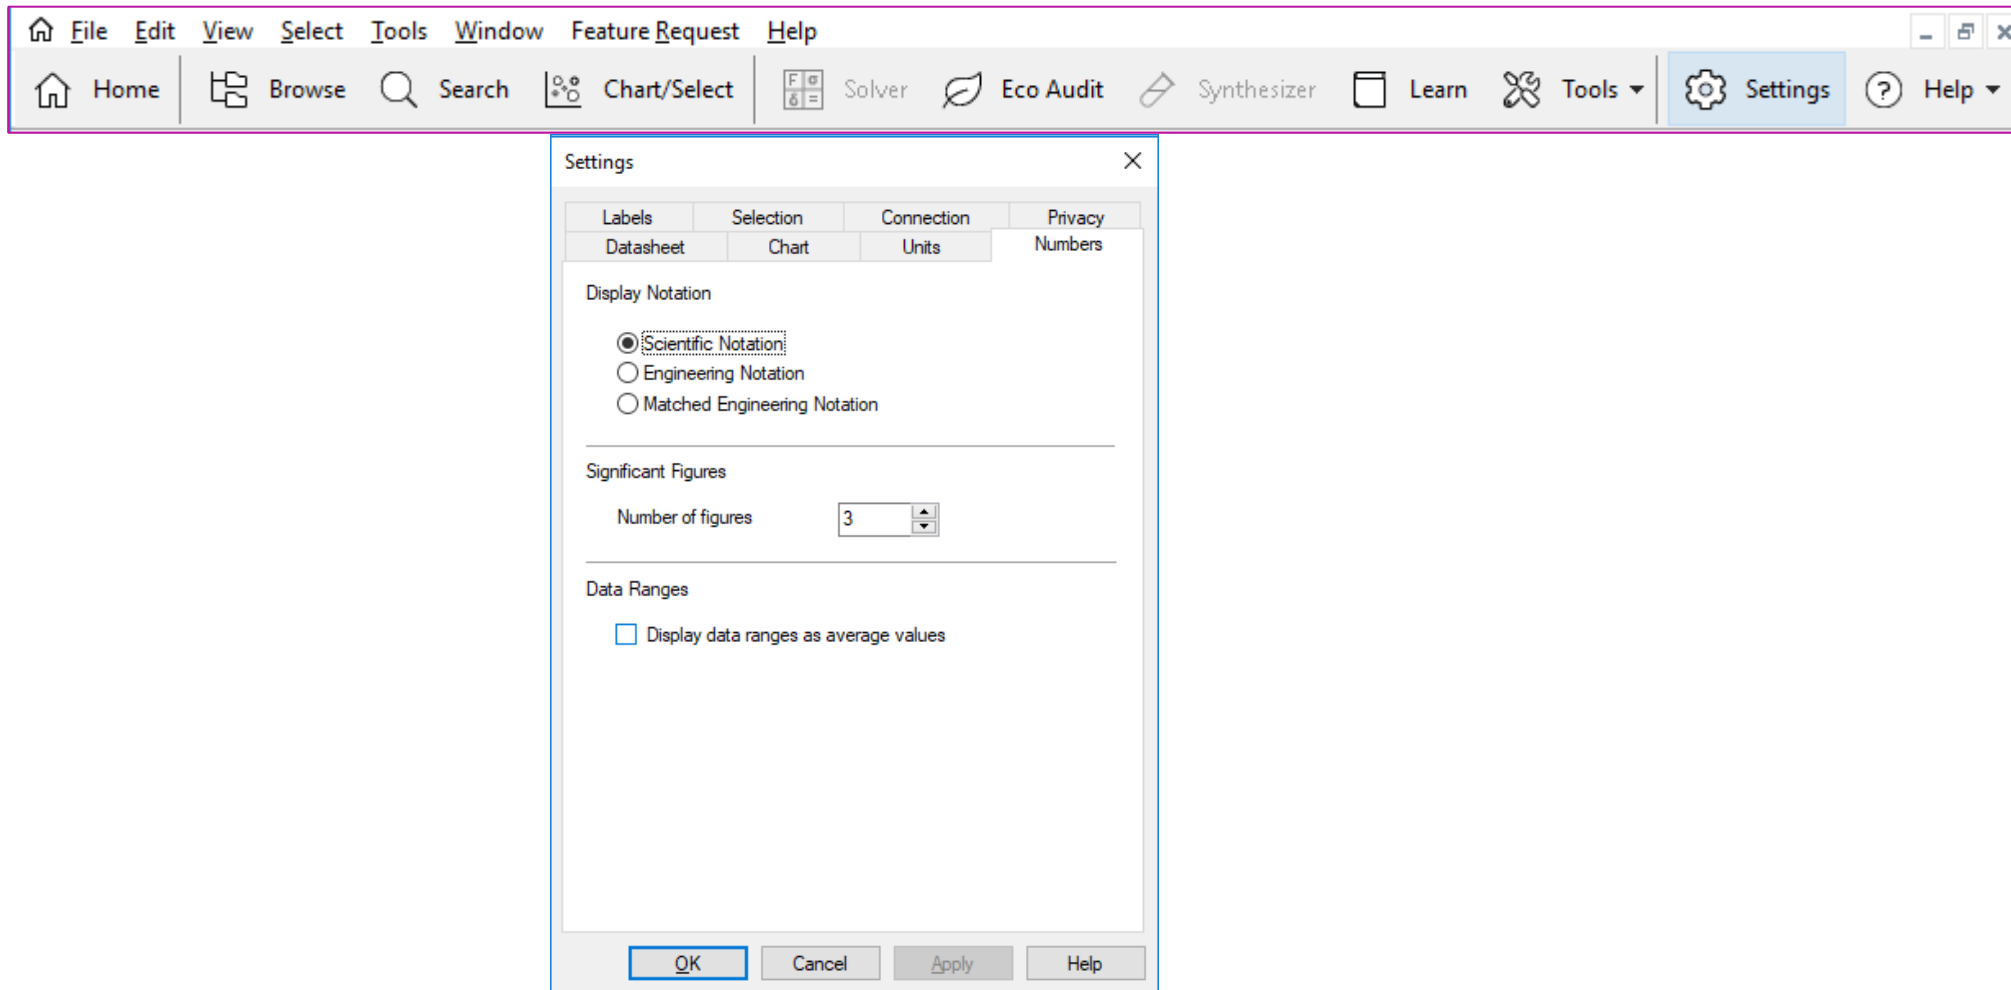 File Edit View Select Tools Window Feature Request Help
Home Browse Search Chart/Select Solver Eco Audit Synthesizer Learn Tools Settings Help
Settings
Labels Selection Connection Privacy
Datasheet Chart Units Numbers
Display Notation
Scientific Notation
Engineering Notation
Matched Engineering Notation
Significant Figures
Number of figures 3
Data Ranges
Display data ranges as average values
OK Cancel Apply Help